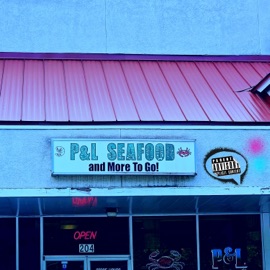 P&L SEAFOOD
and More To Go!
PARENTAL
ADVISORY
EXPLICIT CONTENT
OPEN
204
P&L